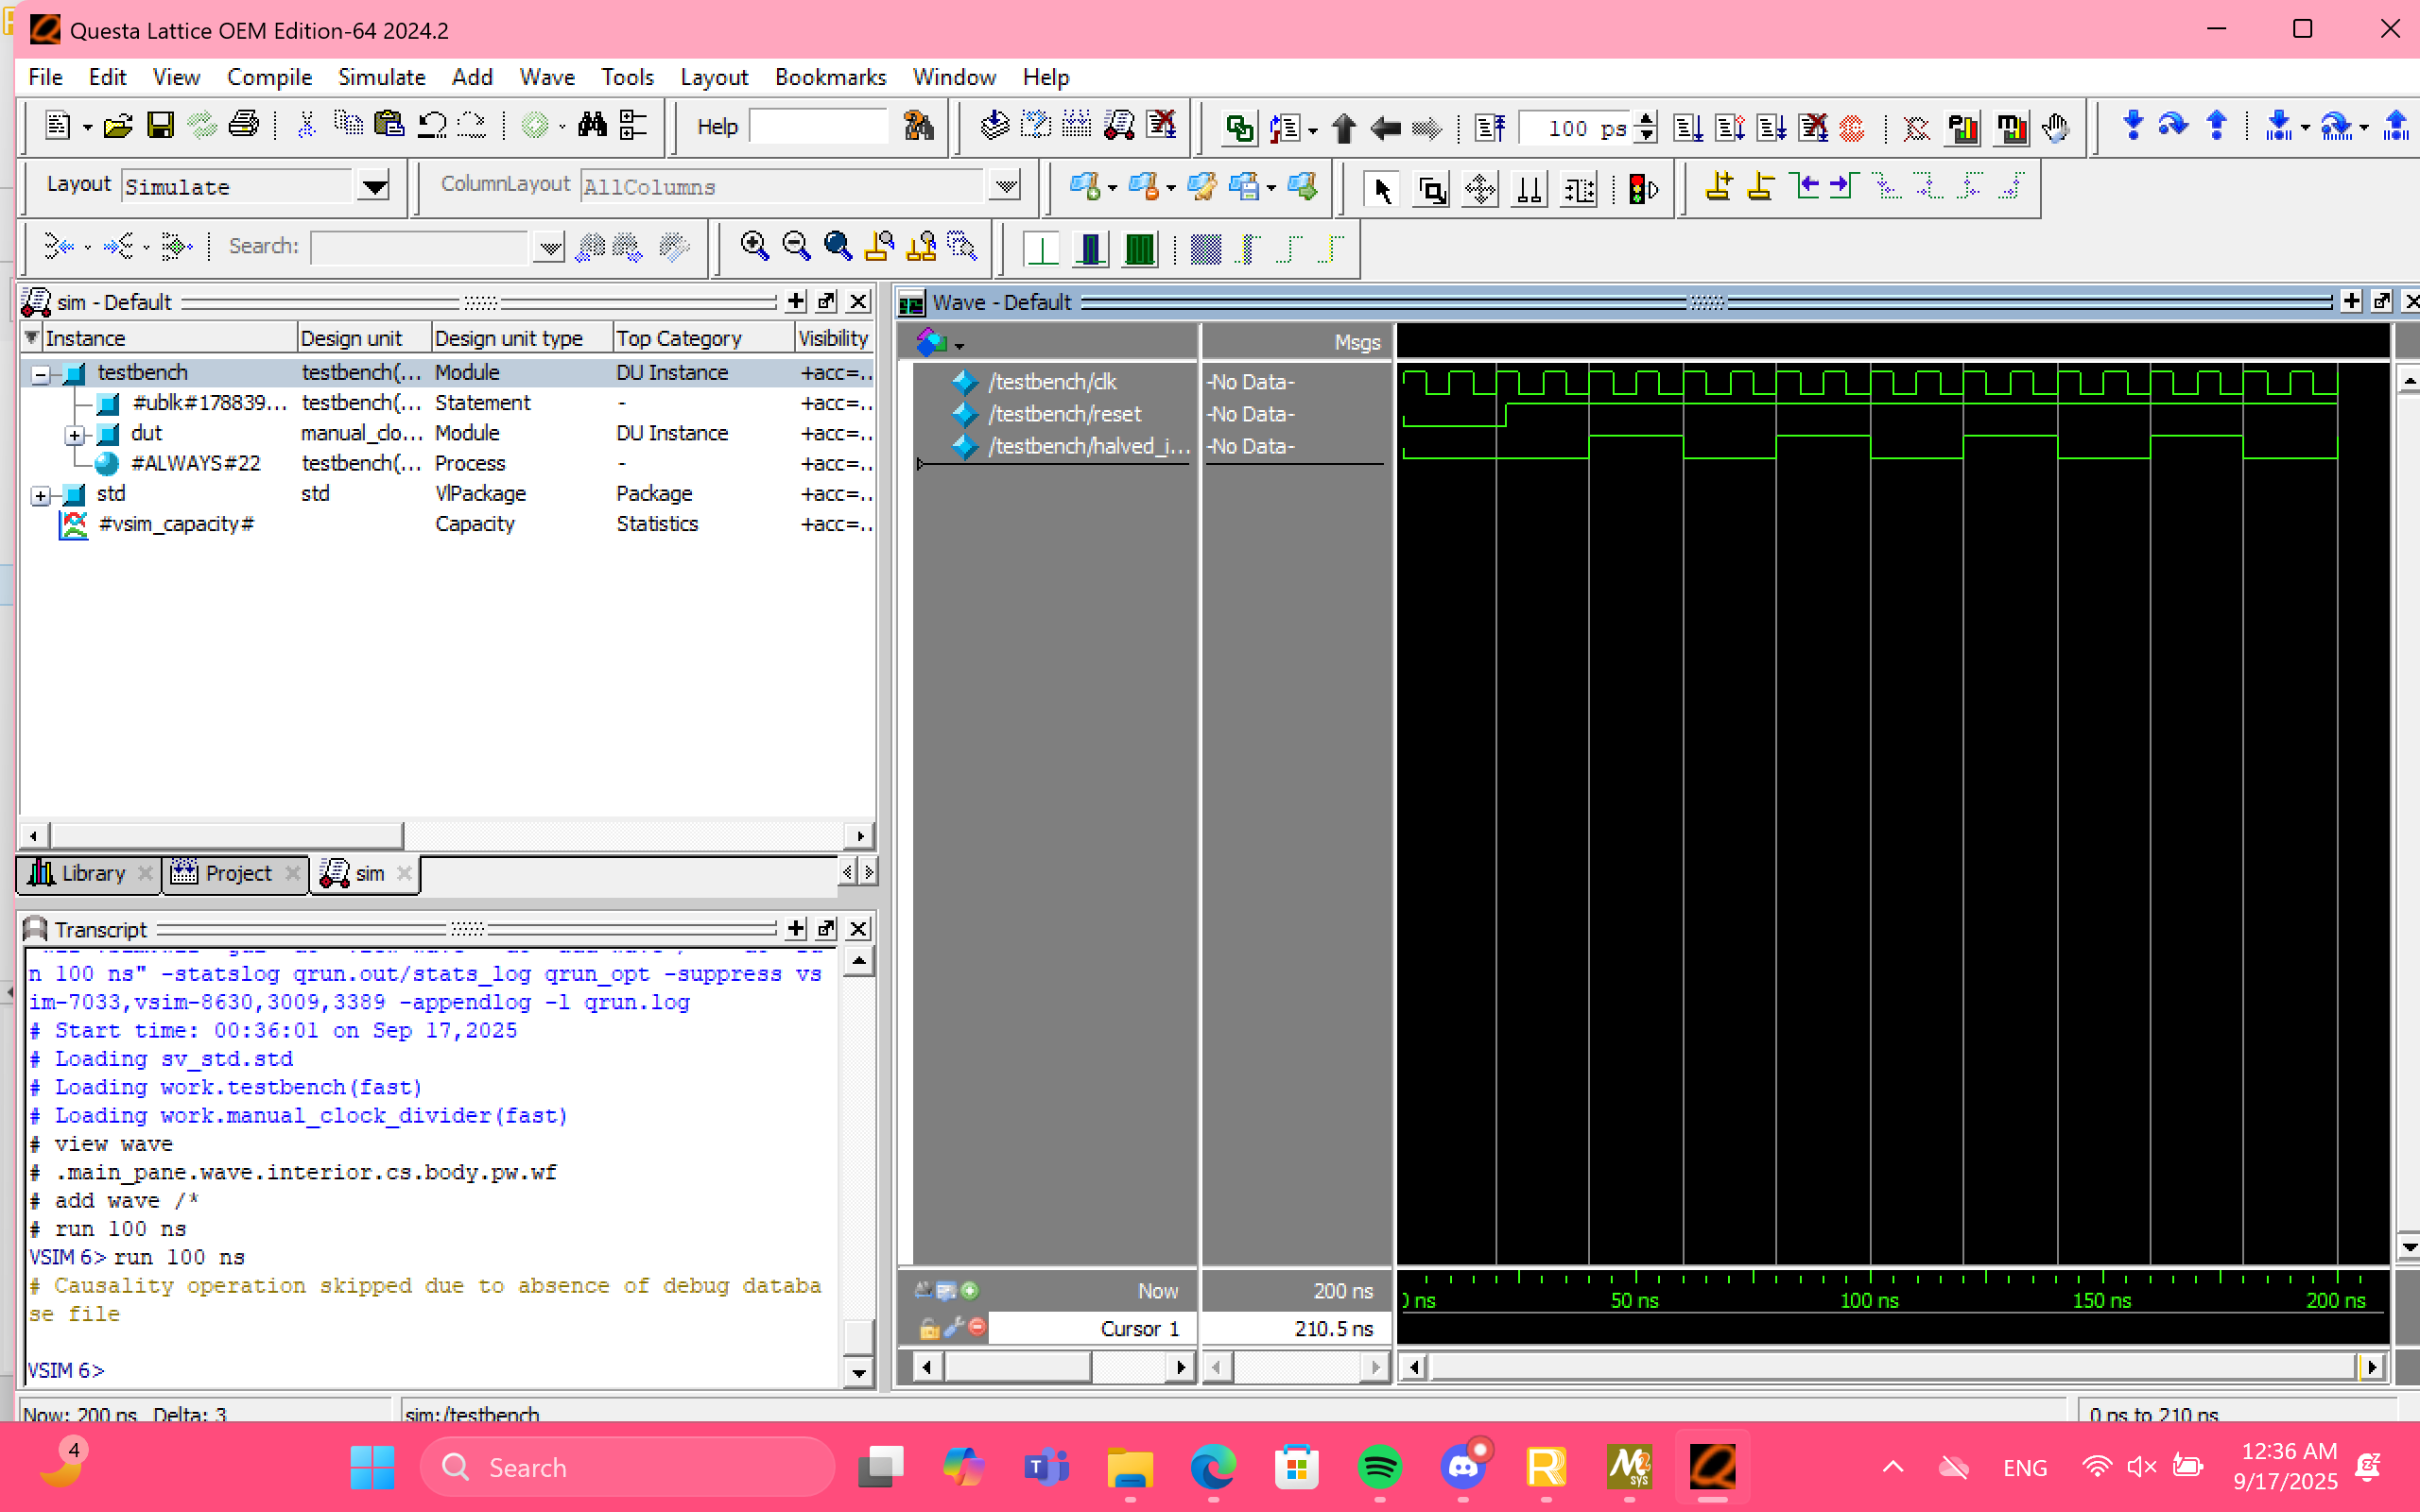 Questa Lattice OEM Edition-64 2024.2
File Edit View Compile Simulate Add Wave Tools Layout Bookmarks Window Help
Help 100 ps
Layout Simulate ColumnLayout AllColumns
Search:
sim - Default
Instance Design unit Design unit type Top Category Visibility
testbench testbench(... Module DU Instance +acc=..
#ublk#178839... testbench(... Statement - +acc=..
dut manual_clo... Module DU Instance +acc=..
#ALWAYS#22 testbench(... Process - +acc=..
std std VlPackage Package +acc=..
#vsim_capacity# Capacity Statistics +acc=..
Library Project sim
Transcript
n 100 ns" -statslog qrun.out/stats_log qrun_opt -suppress vs
im-7033,vsim-8630,3009,3389 -appendlog -l qrun.log
# Start time: 00:36:01 on Sep 17,2025
# Loading sv_std.std
# Loading work.testbench(fast)
# Loading work.manual_clock_divider(fast)
# view wave
# .main_pane.wave.interior.cs.body.pw.wf
# add wave /*
# run 100 ns
VSIM 6> run 100 ns
# Causality operation skipped due to absence of debug databa
se file
VSIM 6>
Wave - Default
Msgs
/testbench/clk -No Data-
/testbench/reset -No Data-
/testbench/halved_i... -No Data-
Now 200 ns
Cursor 1 210.5 ns
ns 50 ns 100 ns 150 ns 200 ns
Now: 200 ns Delta: 3 sim:/testbench 0 ps to 210 ns
4
Search
ENG
12:36 AM
9/17/2025